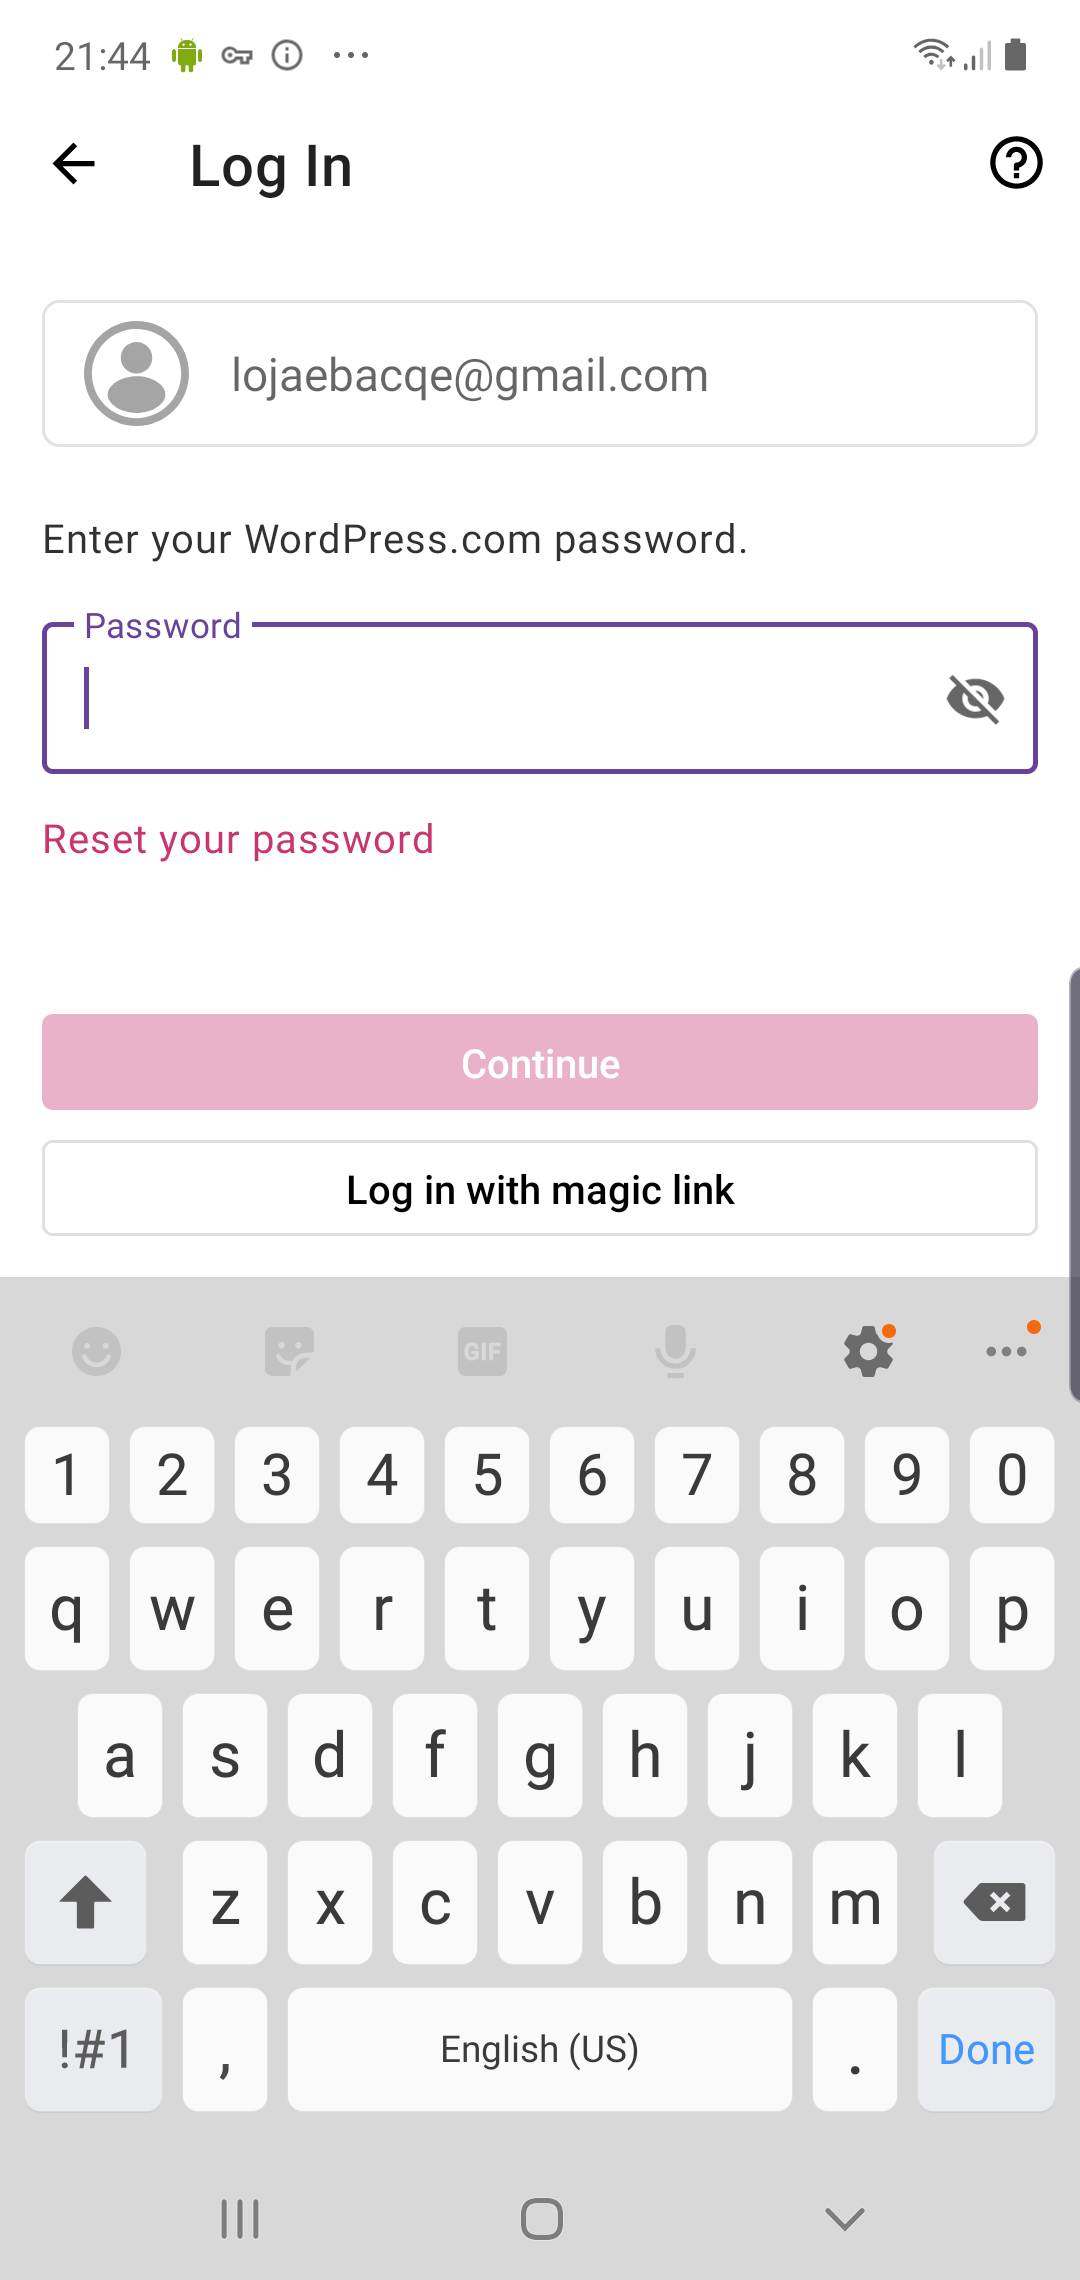 21:44
Log In
lojaebacqe@gmail.com
Enter your WordPress.com password.
Password
Reset your password
Continue
Log in with magic link
GIF
1 2 3 4 5 6 7 8 9 0
q w e r t y u i o p
a s d f g h j k l
z x c v b n m
!#1 , English (US) . Done